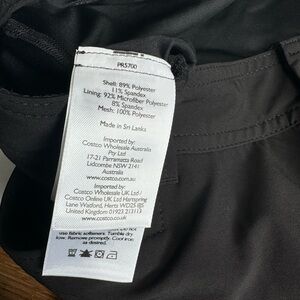 PR5700
Shell: 89% Polyester
11% Spandex
Lining: 92% Microfiber Polyester
8% Spandex
Mesh: 100% Polyester
Made in Sri Lanka
Imported by:
Costco Wholesale Australia
Pty Ltd
17-21 Parramatta Road
Lidcombe NSW 2141
Australia
www.costco.com.au
Imported by:
Costco Wholesale UK Ltd /
Costco Online UK Ltd Hartspring
Lane Watford, Herts WD25 8JS
United Kingdom 01923 213113
www.costco.co.uk
use fabric softeners. Tumble dry
low. Remove promptly. Cool iron
as desired.